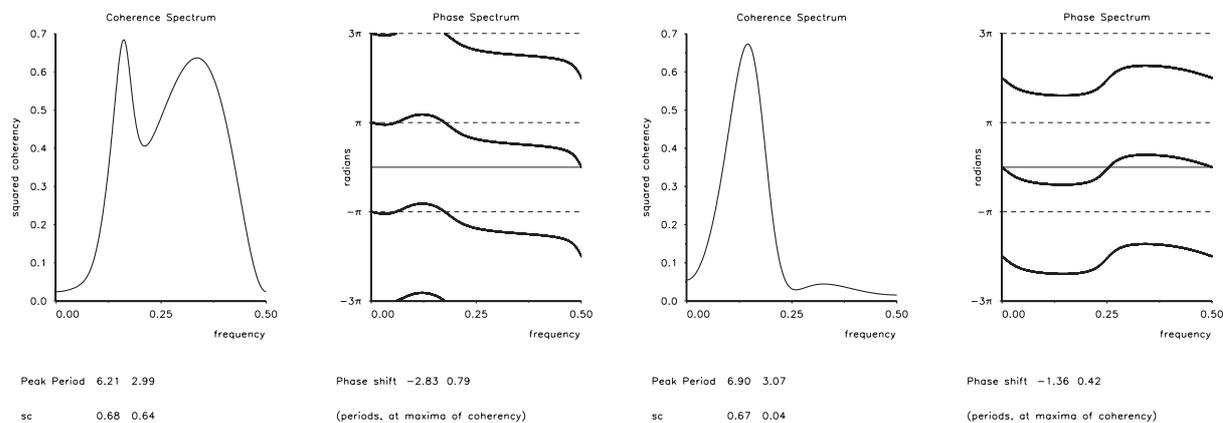 Coherence Spectrum Phase Spectrum Coherence Spectrum Phase Spectrum
0.7 3π 0.7 3π
0.6 0.6
0.5 0.5
π π
0.4 0.4
squared coherency radians squared coherency radians
0.3 0.3
0.2 −π 0.2 −π
0.1 0.1
0.0 −3π 0.0 −3π
0.00 0.25 0.50 0.00 0.25 0.50 0.00 0.25 0.50 0.00 0.25 0.50
frequency frequency frequency frequency
Peak Period 6.21 2.99 Phase shift −2.83 0.79 Peak Period 6.90 3.07 Phase shift −1.36 0.42
sc 0.68 0.64 (periods, at maxima of coherency) sc 0.67 0.04 (periods, at maxima of coherency)